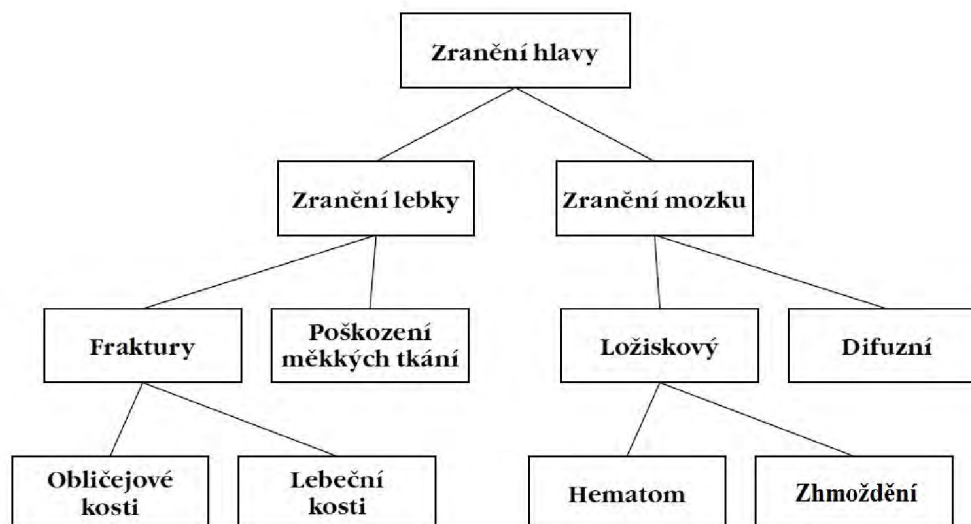 Zranění hlavy
Zranění lebky
Zranění mozku
Fraktury
Poškození
měkkých tkání
Ložiskový
Difuzní
Obličejové
kosti
Lebeční
kosti
Hematom
Zhmoždění